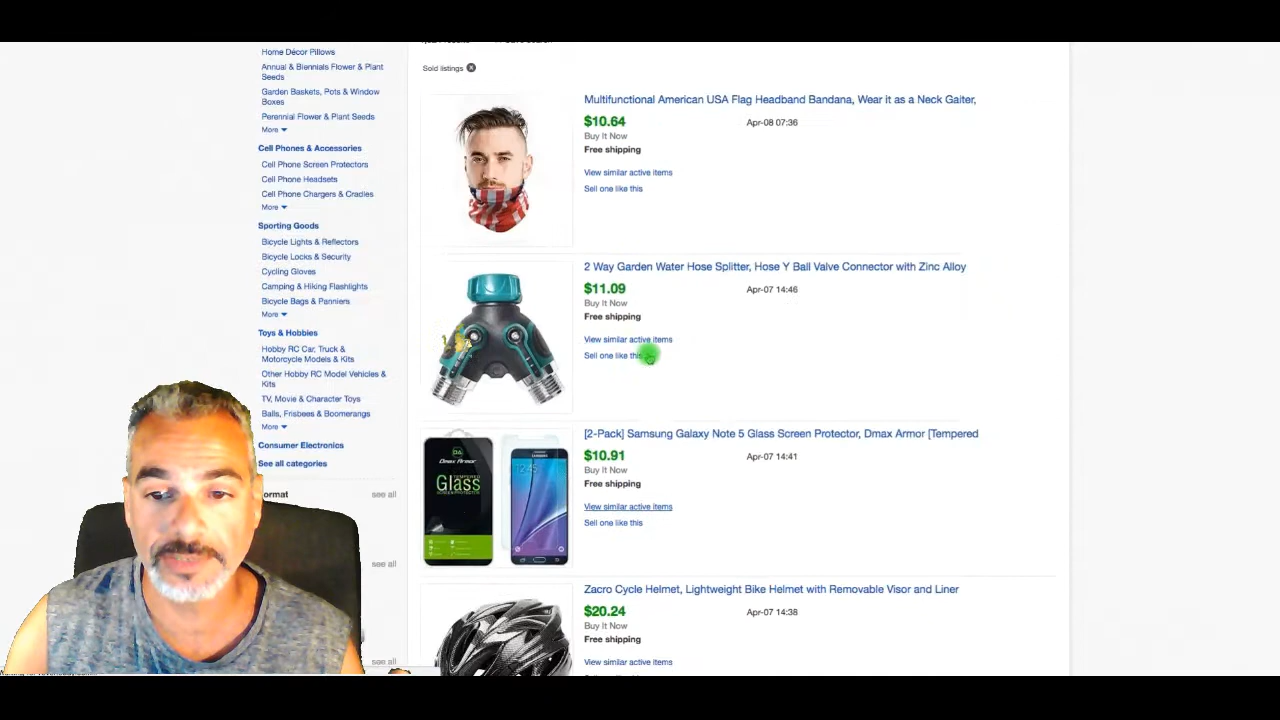 Home Décor Pillows
Annual & Biennials Flower & Plant
Seeds
Garden Baskets, Pots & Window
Boxes
Perennial Flower & Plant Seeds
More
Cell Phones & Accessories
Cell Phone Screen Protectors
Cell Phone Headsets
Cell Phone Chargers & Cradles
More
Sporting Goods
Bicycle Lights & Reflectors
Bicycle Locks & Security
Cycling Gloves
Camping & Hiking Flashlights
Bicycle Bags & Panniers
More
Toys & Hobbies
Hobby RC Car, Truck &
Motorcycle Models & Kits
Other Hobby RC Model Vehicles &
Kits
TV, Movie & Character Toys
Balls, Frisbees & Boomerangs
More
Consumer Electronics
See all categories
ormat see all
see all
see all
Sold listings
Multifunctional American USA Flag Headband Bandana, Wear it as a Neck Gaiter,
$10.64 Apr-08 07:36
Buy It Now
Free shipping
View similar active items
Sell one like this
2 Way Garden Water Hose Splitter, Hose Y Ball Valve Connector with Zinc Alloy
$11.09 Apr-07 14:46
Buy It Now
Free shipping
View similar active items
Sell one like this
[2-Pack] Samsung Galaxy Note 5 Glass Screen Protector, Dmax Armor [Tempered
$10.91 Apr-07 14:41
Buy It Now
Free shipping
View similar active items
Sell one like this
Dmax Armor
TEMPERED
Glass
SCREEN PROTECTOR
Zacro Cycle Helmet, Lightweight Bike Helmet with Removable Visor and Liner
$20.24 Apr-07 14:38
Buy It Now
Free shipping
View similar active items